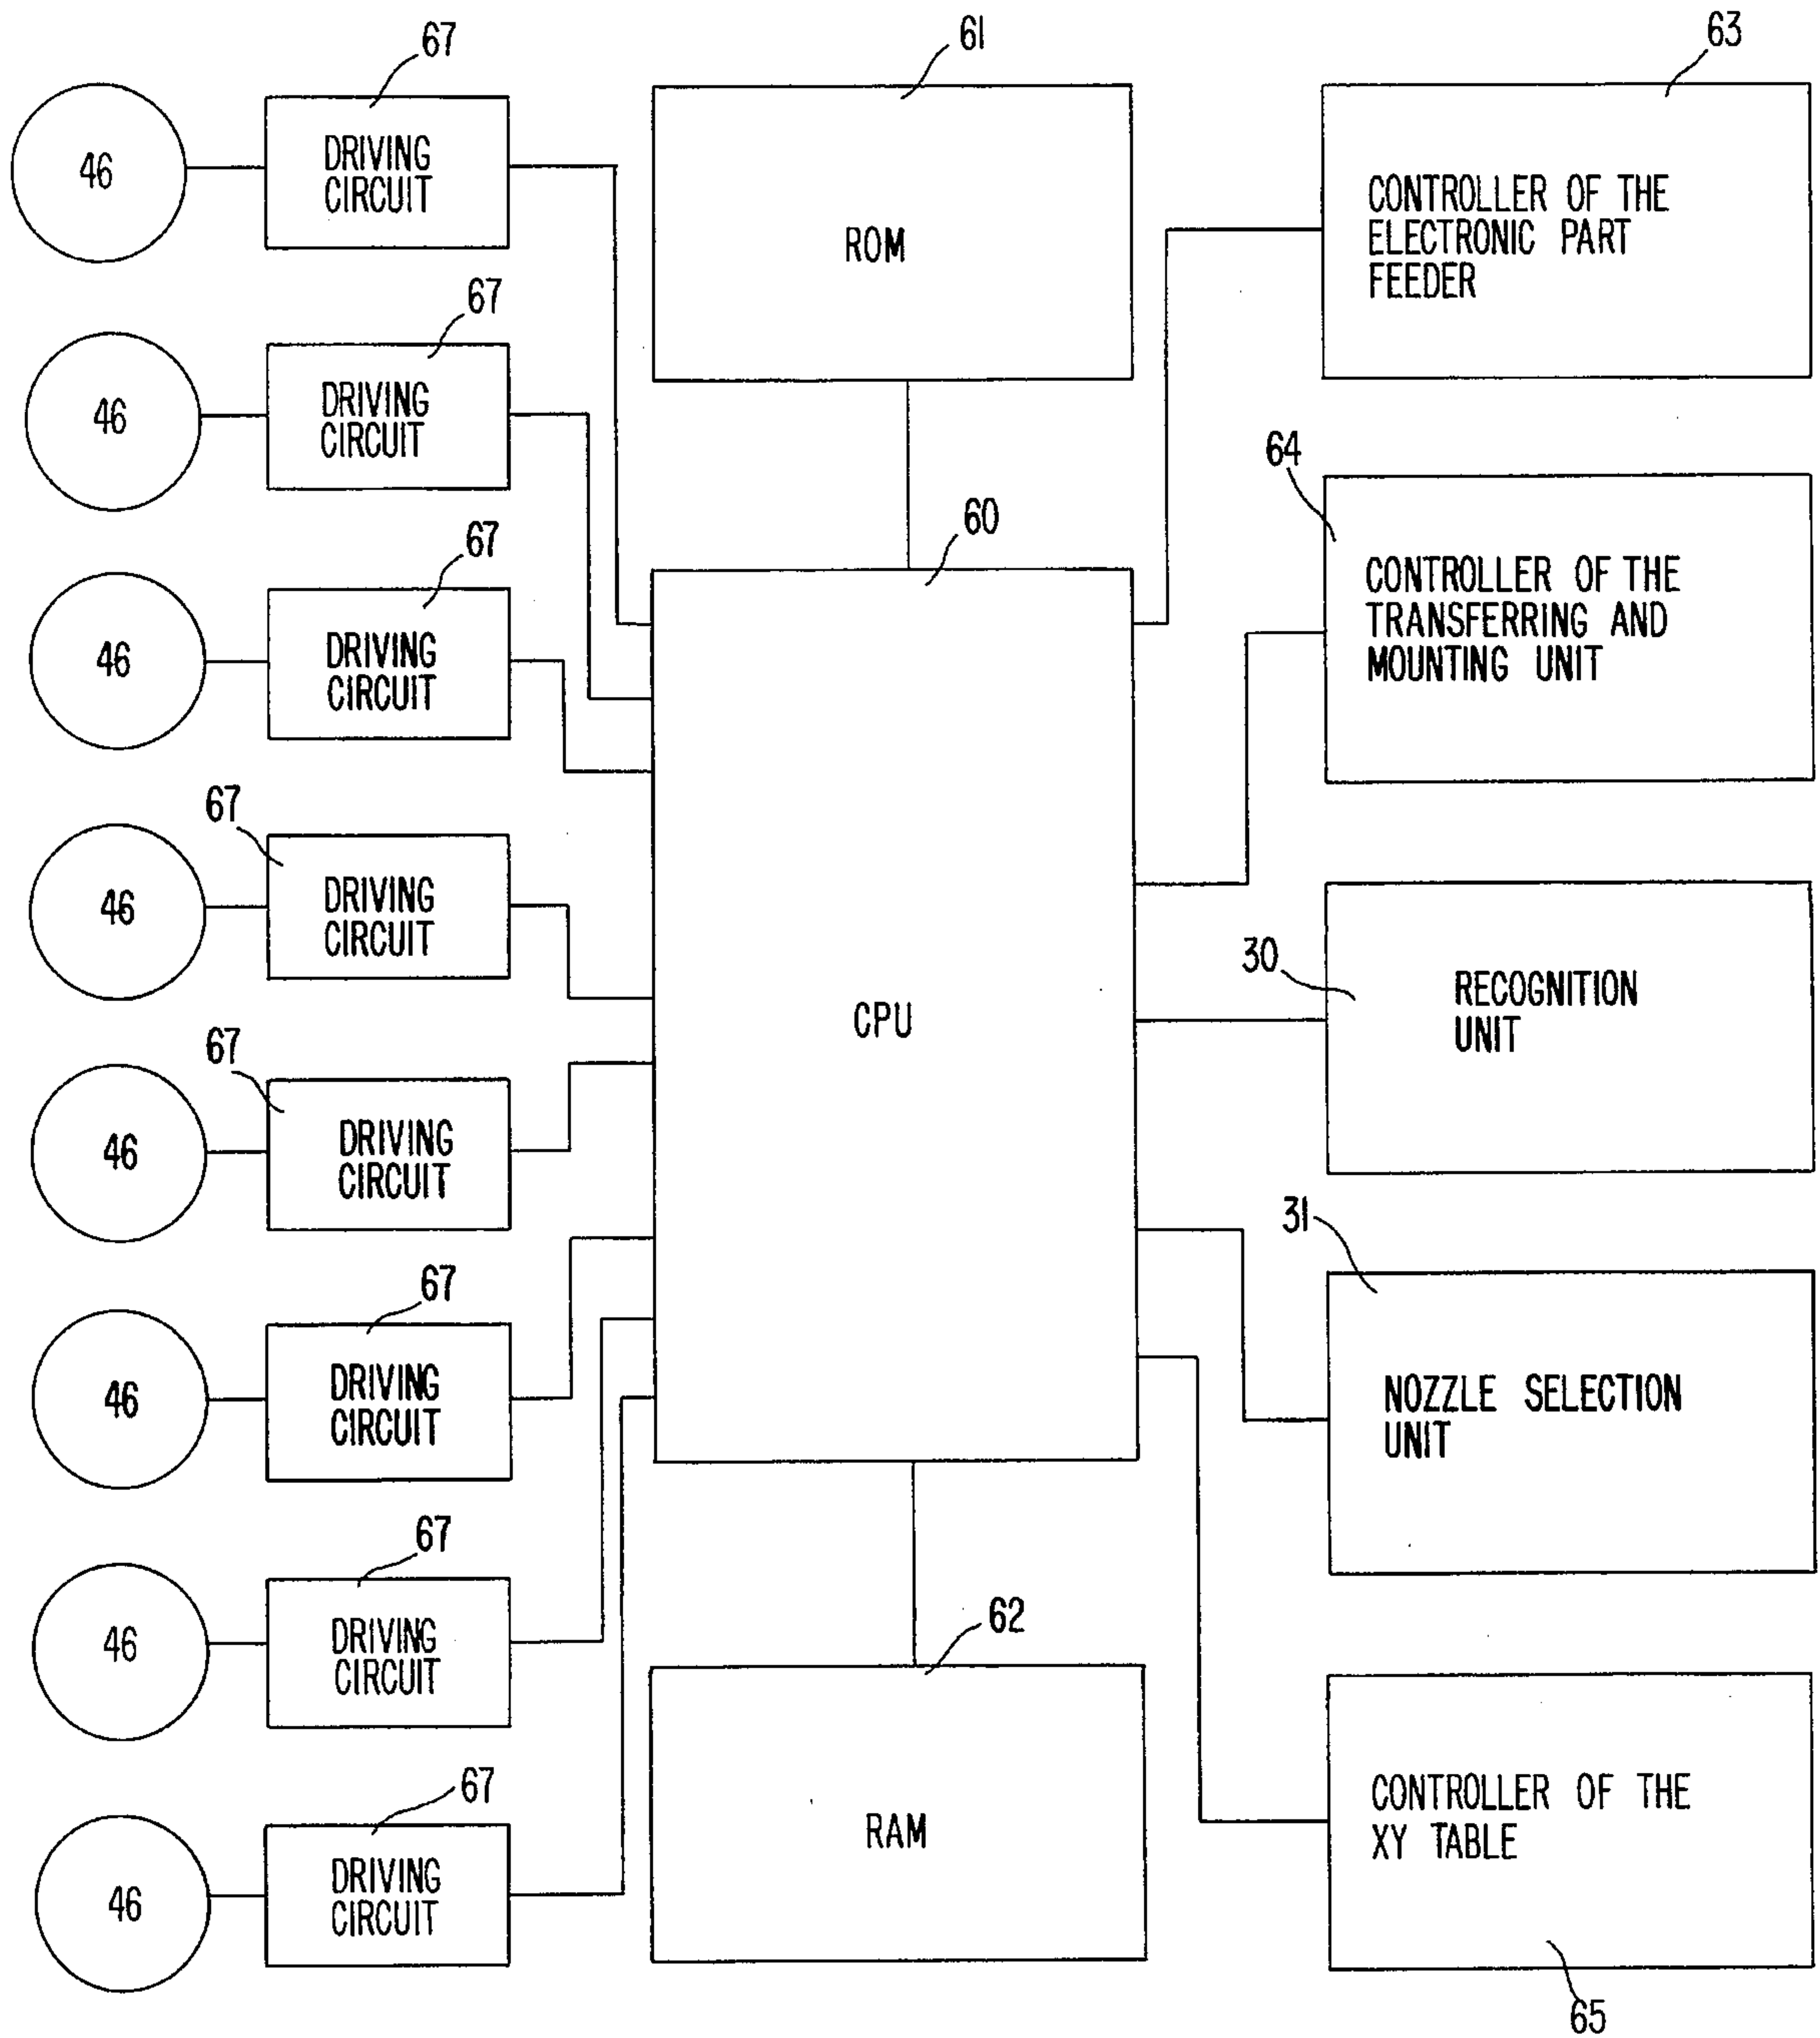 67
46
DRIVING
CIRCUIT
67
46
DRIVING
CIRCUIT
67
46
DRIVING
CIRCUIT
67
46
DRIVING
CIRCUIT
67
46
DRIVING
CIRCUIT
67
46
DRIVING
CIRCUIT
67
46
DRIVING
CIRCUIT
67
46
DRIVING
CIRCUIT
61
ROM
60
CPU
62
RAM
63
CONTROLLER OF THE
ELECTRONIC PART
FEEDER
64
CONTROLLER OF THE
TRANSFERRING AND
MOUNTING UNIT
30
RECOGNITION
UNIT
31
NOZZLE SELECTION
UNIT
CONTROLLER OF THE
XY TABLE
65